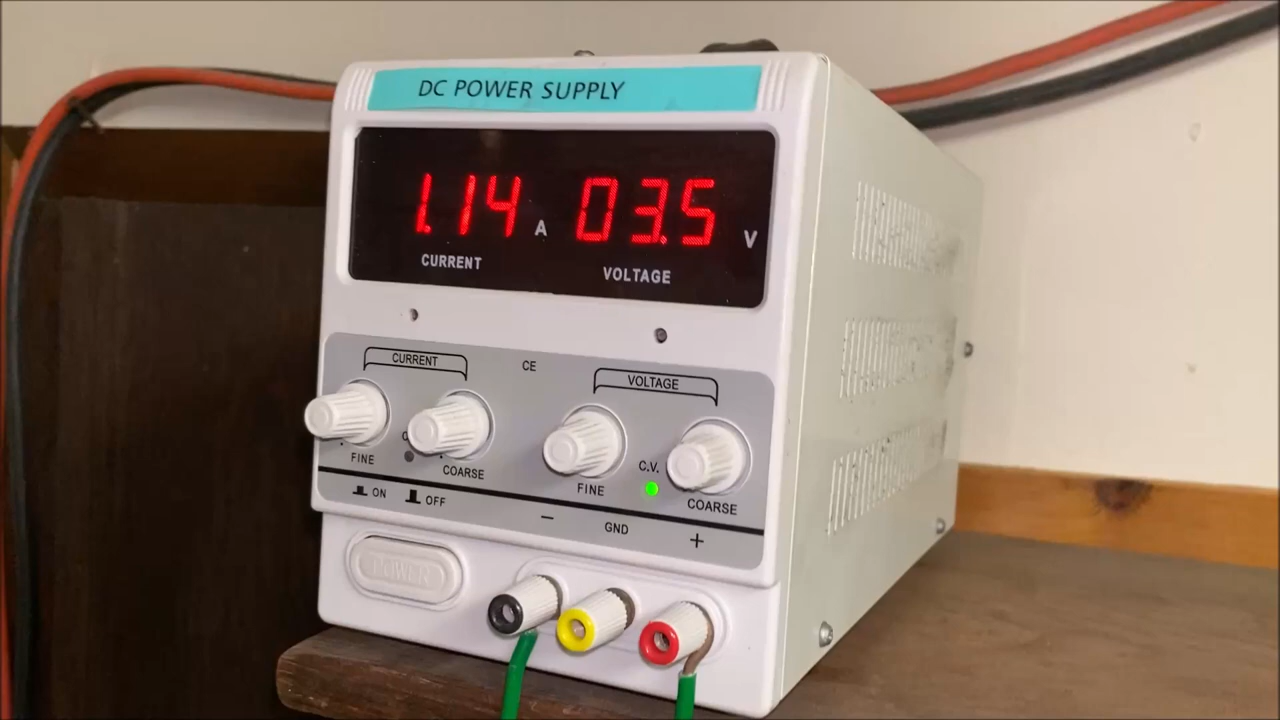 DC POWER SUPPLY
1.14 A 03.5 V
CURRENT VOLTAGE
CURRENT CE VOLTAGE
C.V.
FINE COARSE FINE COARSE
ON OFF − GND +
POWER